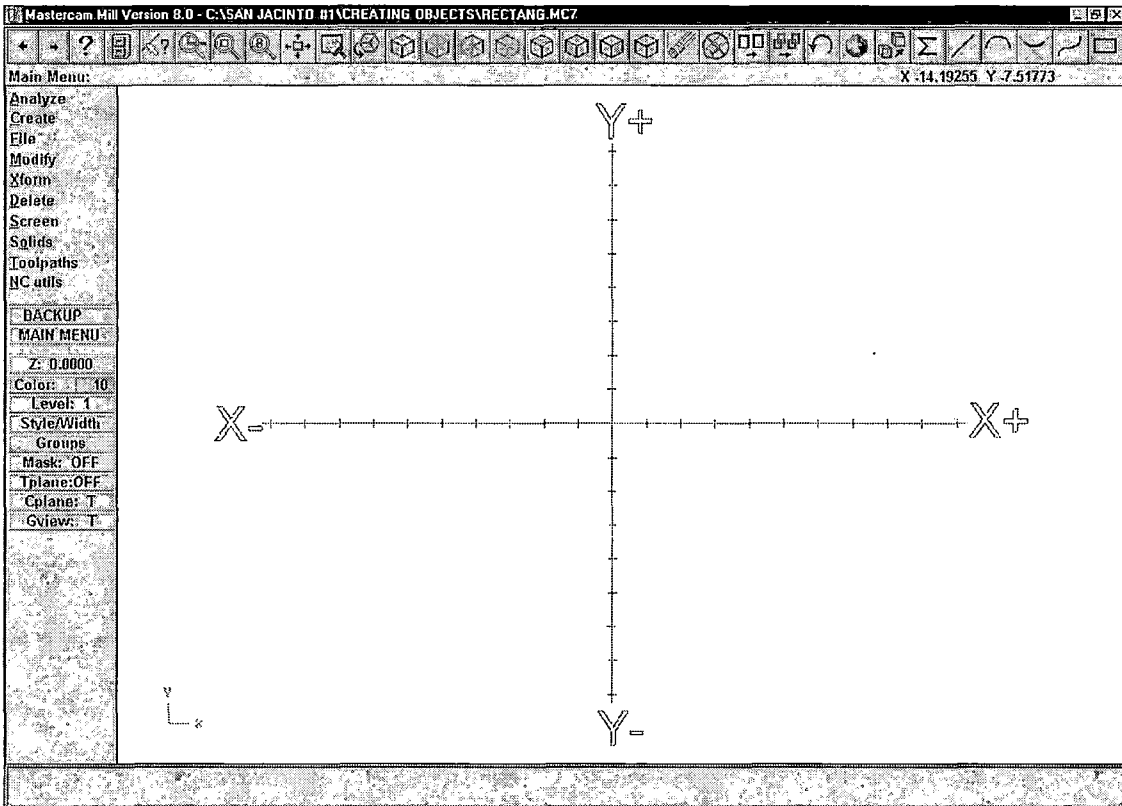 Mastercam Mill Version 8.0 - C:\SAN JACINTO #1\CREATING OBJECTS\RECTANG.MC7
Main Menu:
X -14.19255 Y -7.51773
Analyze
Create
File
Modify
Xform
Delete
Screen
Solids
Toolpaths
NC utils
BACKUP
MAIN MENU
Z: 0.0000
Color: 10
Level: 1
Style/Width
Groups
Mask: OFF
Tplane:OFF
Cplane: T
Gview: T
Y+
X-
X+
Y-
Y
X